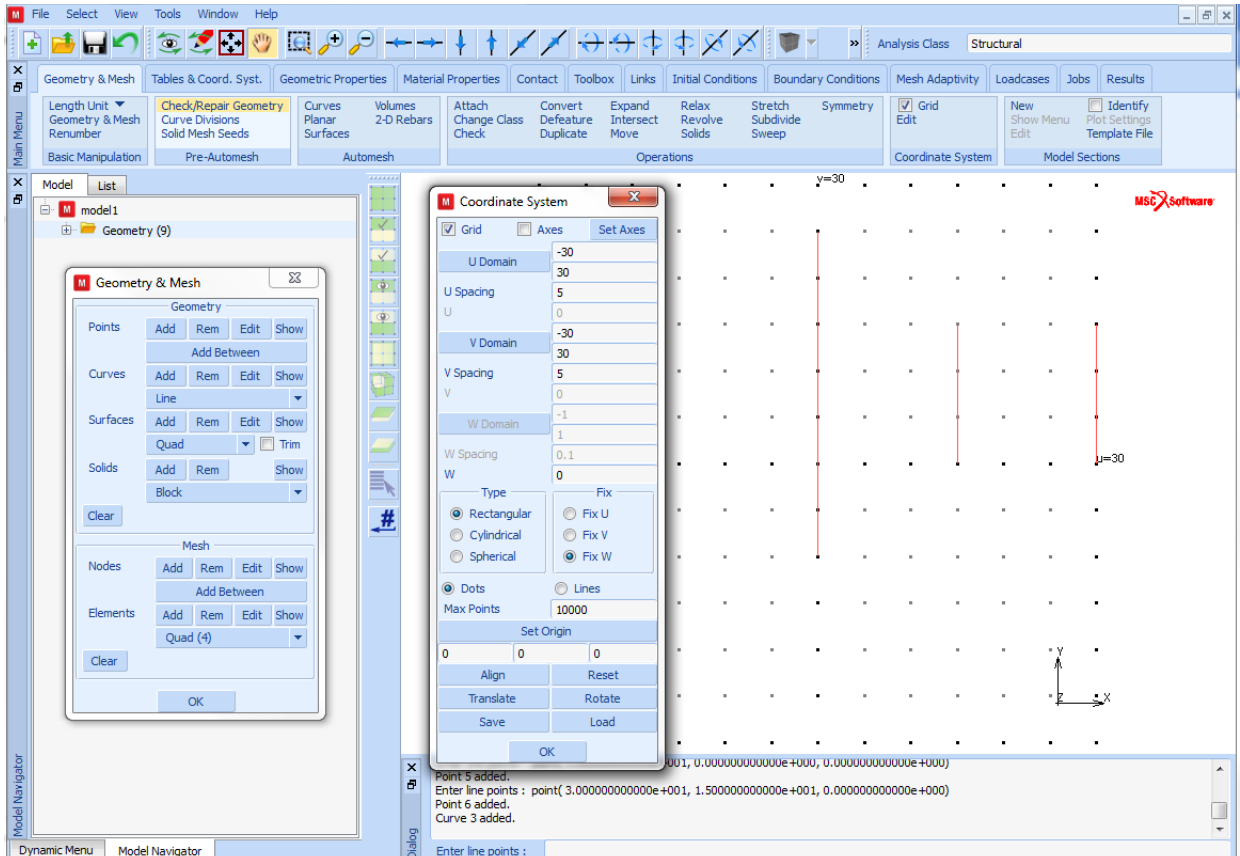 File Select View Tools Window Help
» Analysis Class Structural
Geometry & Mesh Tables & Coord. Syst. Geometric Properties Material Properties Contact Toolbox Links Initial Conditions Boundary Conditions Mesh Adaptivity Loadcases Jobs Results
Main Menu
Length Unit Check/Repair Geometry Curves Volumes Attach Convert Expand Relax Stretch Symmetry Grid New Identify
Geometry & Mesh Curve Divisions Planar 2-D Rebars Change Class Defeature Intersect Revolve Subdivide Edit Show Menu Plot Settings
Renumber Solid Mesh Seeds Surfaces Check Duplicate Move Solids Sweep Edit Template File
Basic Manipulation Pre-Automesh Automesh Operations Coordinate System Model Sections
Model List
model1
Geometry (9)
Geometry & Mesh
Geometry
Points Add Rem Edit Show
Add Between
Curves Add Rem Edit Show
Line
Surfaces Add Rem Edit Show
Quad Trim
Solids Add Rem Show
Block
Clear
Mesh
Nodes Add Rem Edit Show
Add Between
Elements Add Rem Edit Show
Quad (4)
Clear
OK
Model Navigator
Dynamic Menu Model Navigator
Coordinate System
Grid Axes Set Axes
U Domain -30
30
U Spacing 5
U 0
V Domain -30
30
V Spacing 5
V 0
W Domain -1
1
W Spacing 0.1
W 0
Type Fix
Rectangular Fix U
Cylindrical Fix V
Spherical Fix W
Dots Lines
Max Points 10000
Set Origin
0 0 0
Align Reset
Translate Rotate
Save Load
OK
v=30
MSC Software
u=30
Y
Z X
001, 0.000000000000e+000, 0.000000000000e+000)
Point 5 added.
Enter line points : point( 3.000000000000e+001, 1.500000000000e+001, 0.000000000000e+000)
Point 6 added.
Curve 3 added.
Dialog
Enter line points :